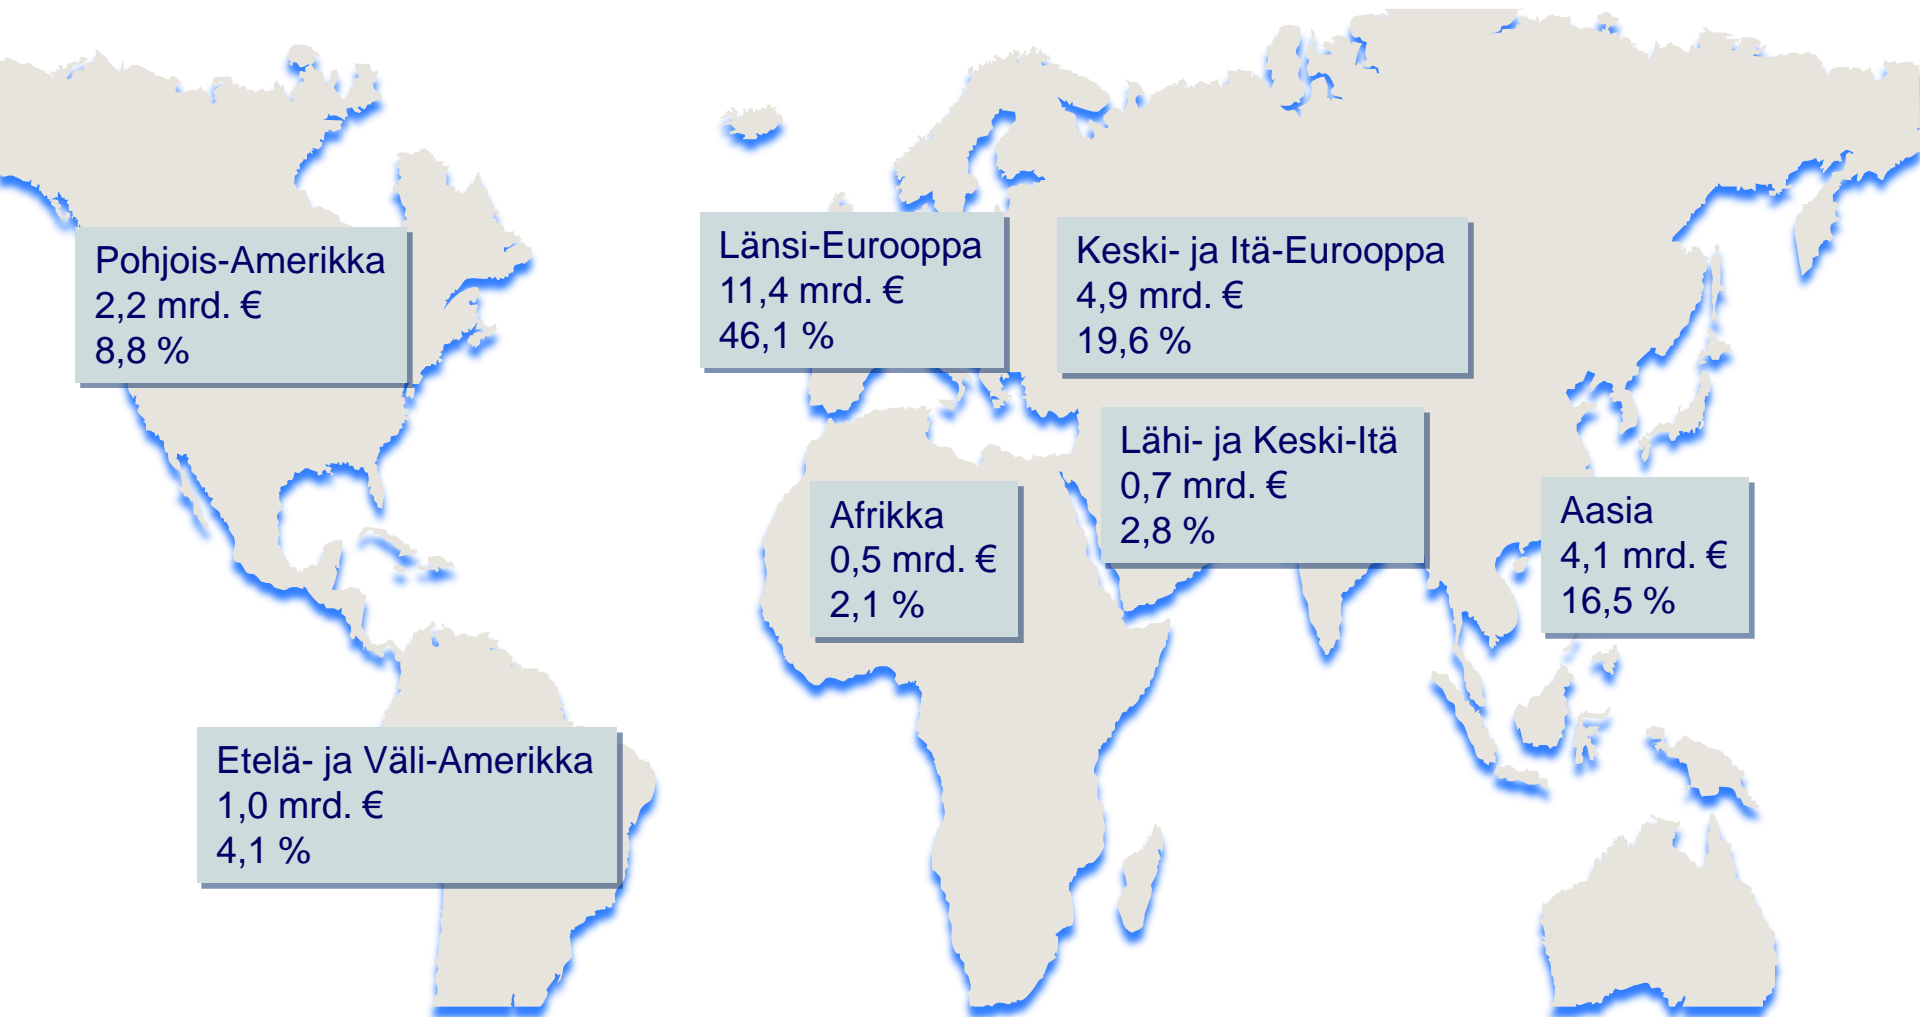 Pohjois-Amerikka
2,2 mrd. €
8,8 %
Länsi-Eurooppa
11,4 mrd. €
46,1 %
Keski- ja Itä-Eurooppa
4,9 mrd. €
19,6 %
Lähi- ja Keski-Itä
0,7 mrd. €
2,8 %
Afrikka
0,5 mrd. €
2,1 %
Aasia
4,1 mrd. €
16,5 %
Etelä- ja Väli-Amerikka
1,0 mrd. €
4,1 %